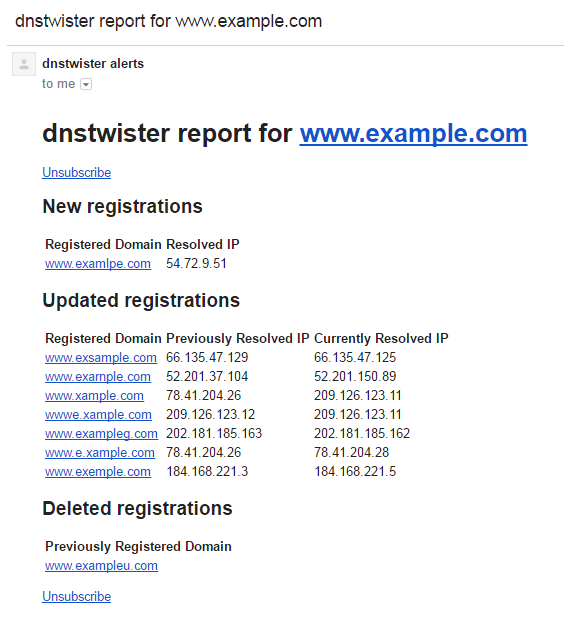 dnstwister report for www.example.com
dnstwister alerts
to me
dnstwister report for www.example.com
Unsubscribe
New registrations
Registered Domain Resolved IP
www.examlpe.com 54.72.9.51
Updated registrations
Registered Domain Previously Resolved IP Currently Resolved IP
www.exsample.com 66.135.47.129 66.135.47.125
www.exarnple.com 52.201.37.104 52.201.150.89
www.xample.com 78.41.204.26 209.126.123.11
wwwe.xample.com 209.126.123.12 209.126.123.11
www.exampleg.com 202.181.185.163 202.181.185.162
www.e.xample.com 78.41.204.26 78.41.204.28
www.exemple.com 184.168.221.3 184.168.221.5
Deleted registrations
Previously Registered Domain
www.exampleu.com
Unsubscribe